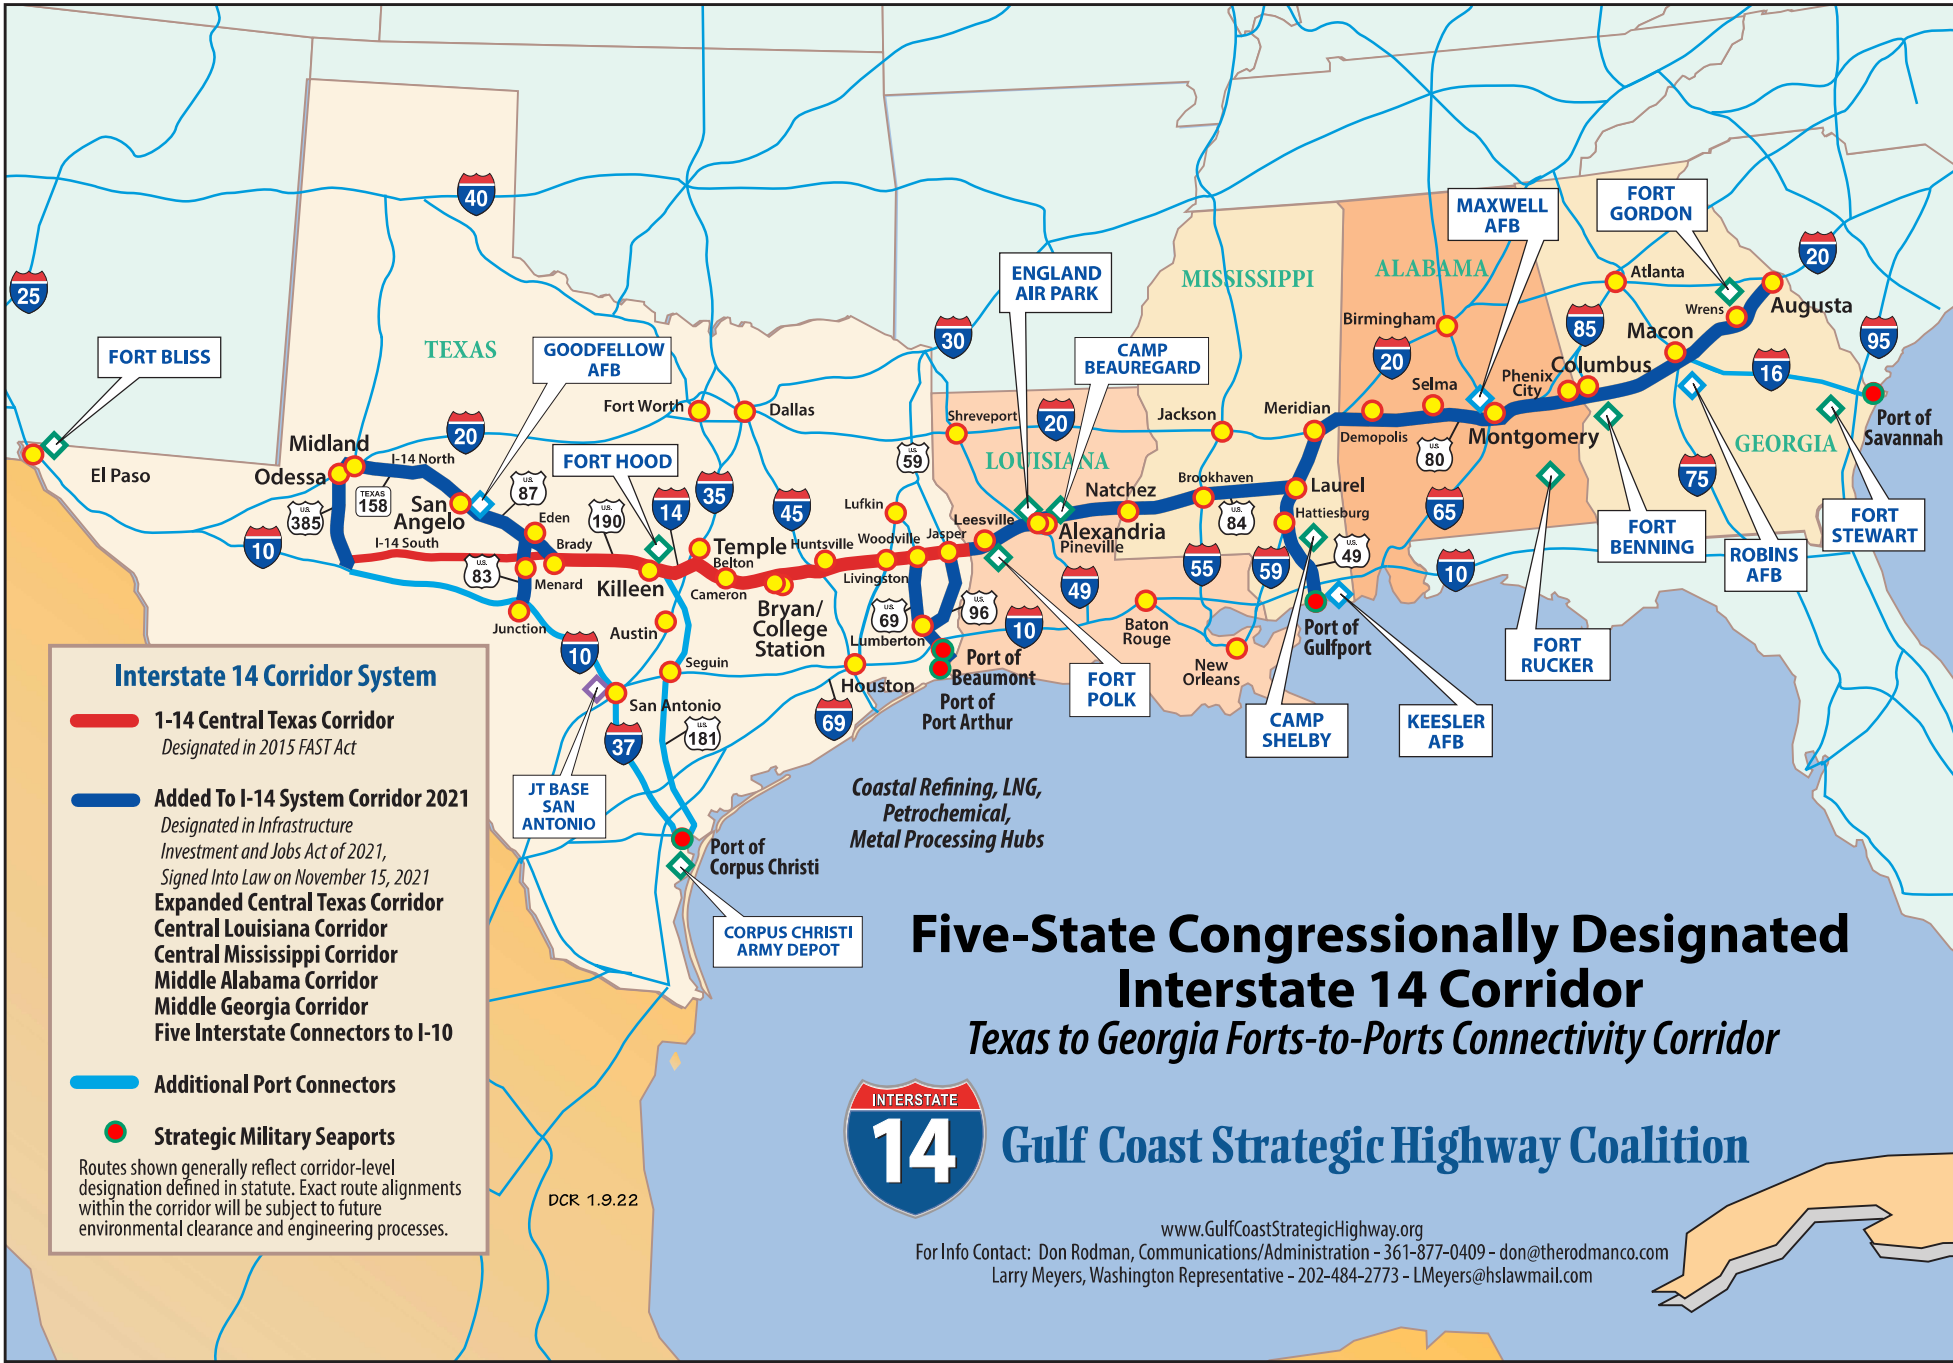 40
25
20
FORT
GORDON
MAXWELL
AFB
ENGLAND
AIR PARK
MISSISSIPPI
ALABAMA
Atlanta
Augusta
Wrens
FORT BLISS
TEXAS
GOODFELLOW
AFB
30
CAMP
BEAUREGARD
Birmingham
20
85
Macon
Columbus
16
95
Port of
Savannah
Fort Worth
Dallas
Shreveport
20
Jackson
Meridian
Selma
Demopolis
Phenix
City
Montgomery
GEORGIA
El Paso
Midland
Odessa
20
I-14 North
FORT HOOD
U.S.
59
LOUISIANA
U.S.
80
75
FORT
STEWART
TEXAS
158
U.S.
385
San
Angelo
U.S.
87
U.S.
190
14
35
45
Lufkin
Leesville
Natchez
Brookhaven
Laurel
U.S.
84
Hattiesburg
65
FORT
BENNING
ROBINS
AFB
10
I-14 South
Eden
Brady
Temple
Belton
Huntsville
Woodville
Jasper
Alexandria
Pineville
U.S.
83
Menard
Killeen
Cameron
Livingston
49
55
59
U.S.
49
10
Junction
Austin
Bryan/
College
Station
U.S.
69
U.S.
96
Lumberton
10
Baton
Rouge
New
Orleans
Port of
Gulfport
FORT
RUCKER
10
Seguin
Houston
Port of
Beaumont
Port of
Port Arthur
FORT
POLK
CAMP
SHELBY
KEESLER
AFB
San Antonio
37
U.S.
181
69
JT BASE
SAN
ANTONIO
Port of
Corpus Christi
CORPUS CHRISTI
ARMY DEPOT
Coastal Refining, LNG,
Petrochemical,
Metal Processing Hubs
Interstate 14 Corridor System
1-14 Central Texas Corridor
Designated in 2015 FAST Act
Added To I-14 System Corridor 2021
Designated in Infrastructure
Investment and Jobs Act of 2021,
Signed Into Law on November 15, 2021
Expanded Central Texas Corridor
Central Louisiana Corridor
Central Mississippi Corridor
Middle Alabama Corridor
Middle Georgia Corridor
Five Interstate Connectors to I-10
Additional Port Connectors
Strategic Military Seaports
Routes shown generally reflect corridor-level
designation defined in statute. Exact route alignments
within the corridor will be subject to future
environmental clearance and engineering processes.
DCR 1.9.22
Five-State Congressionally Designated
Interstate 14 Corridor
Texas to Georgia Forts-to-Ports Connectivity Corridor
INTERSTATE
14
Gulf Coast Strategic Highway Coalition
www.GulfCoastStrategicHighway.org
For Info Contact: Don Rodman, Communications/Administration - 361-877-0409 - don@therodmanco.com
Larry Meyers, Washington Representative - 202-484-2773 - LMeyers@hslawmail.com